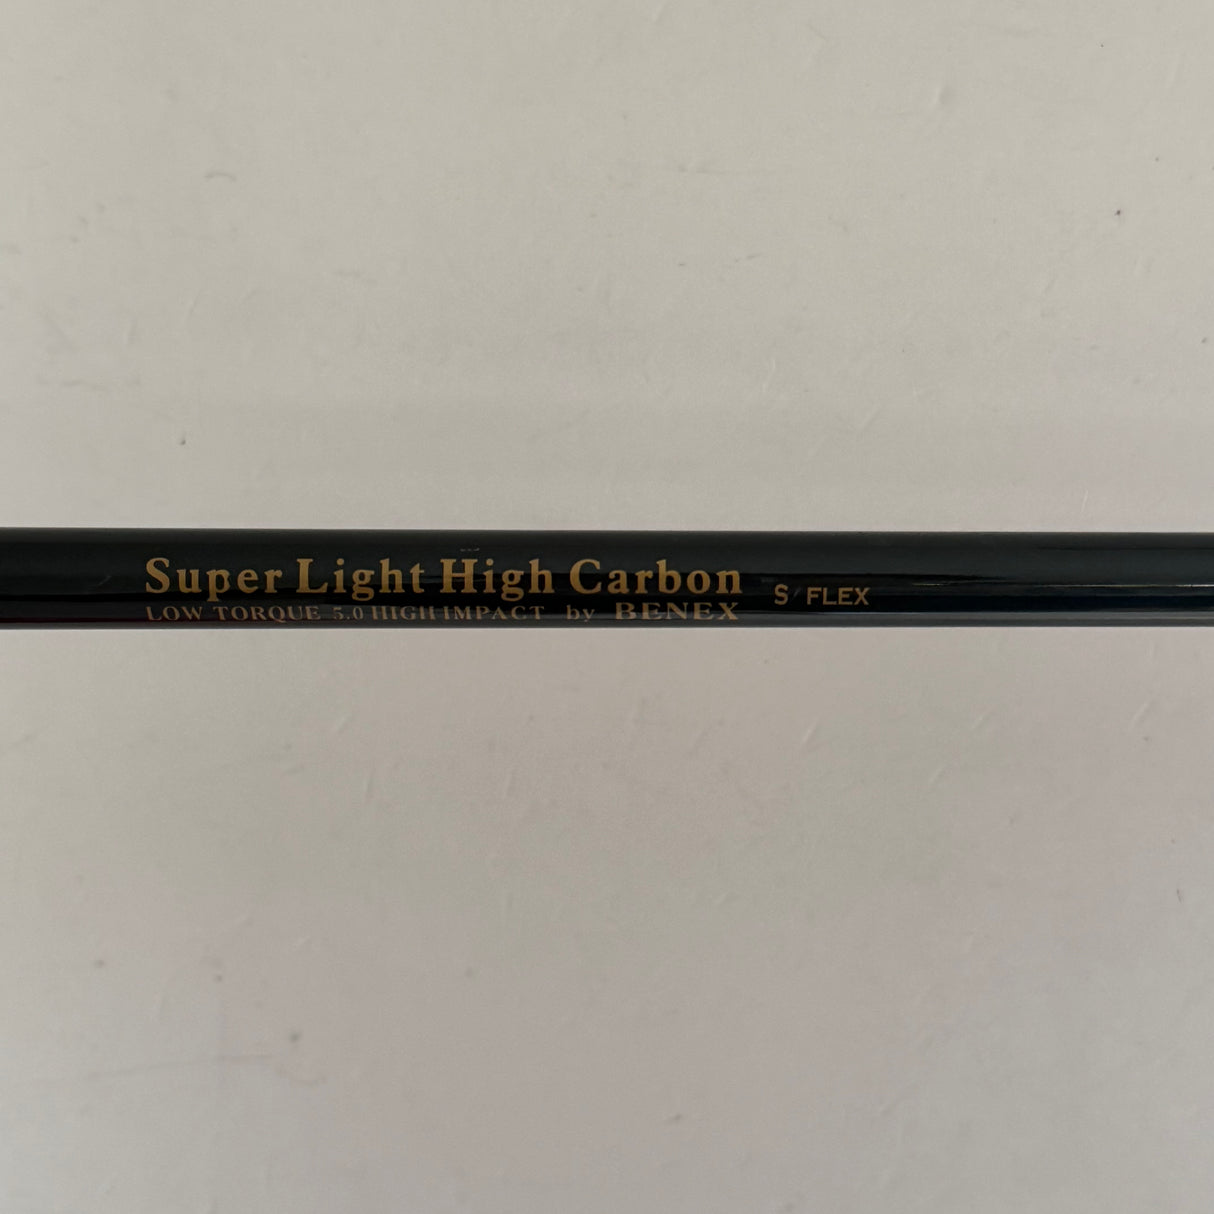 Super Light High Carbon S FLEX
LOW TORQUE 5.0 HIGH IMPACT by BENEX